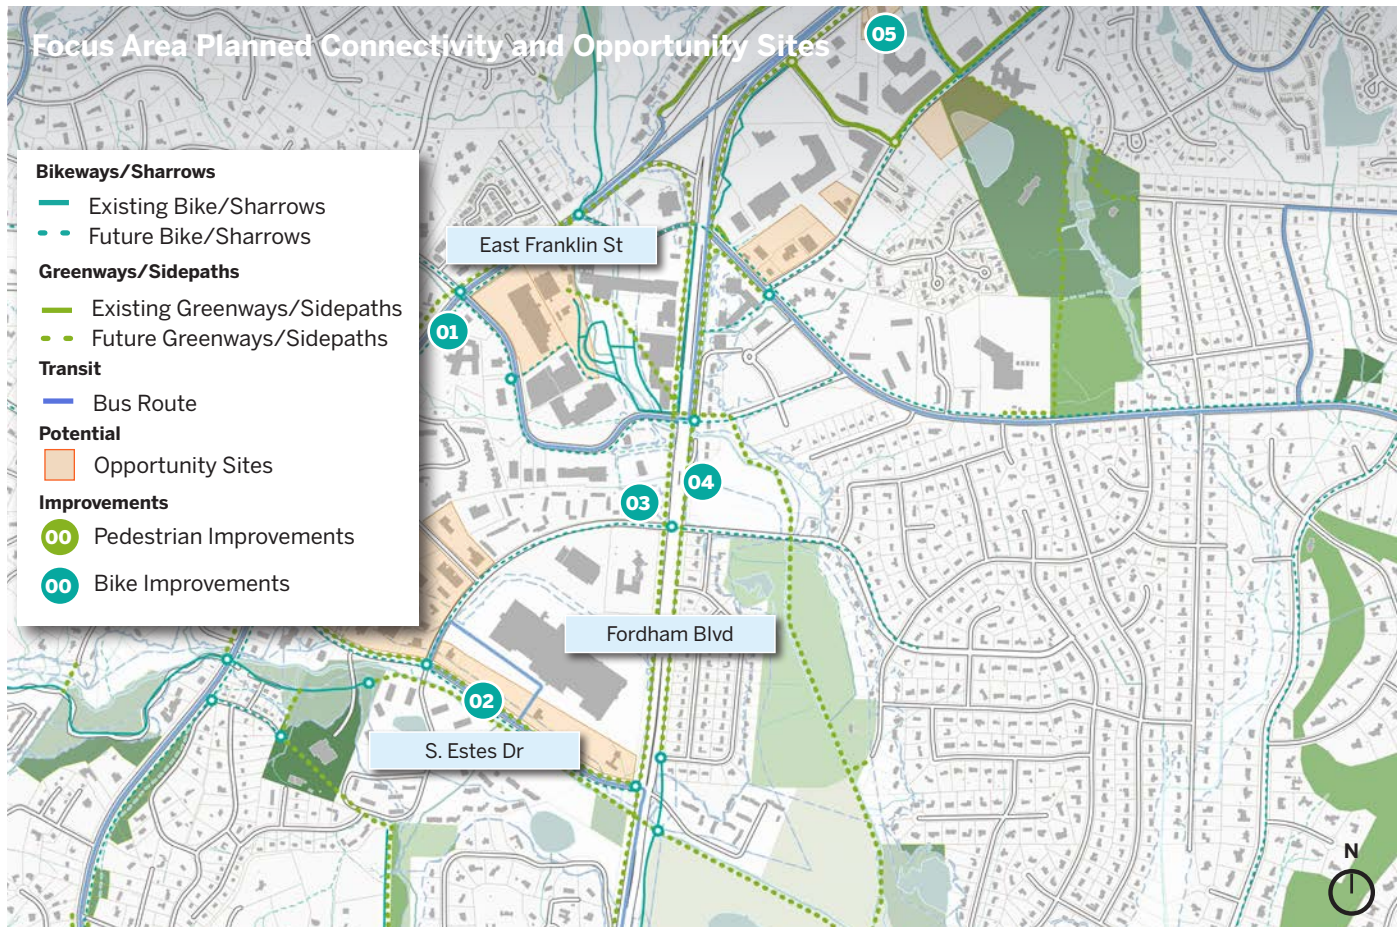 Focus Area Planned Connectivity and Opportunity Sites
05
Bikeways/Sharrows
Existing Bike/Sharrows
Future Bike/Sharrows
Greenways/Sidepaths
Existing Greenways/Sidepaths
Future Greenways/Sidepaths
Transit
Bus Route
Potential
Opportunity Sites
Improvements
00 Pedestrian Improvements
00 Bike Improvements
East Franklin St
01
04
03
Fordham Blvd
02
S. Estes Dr
N